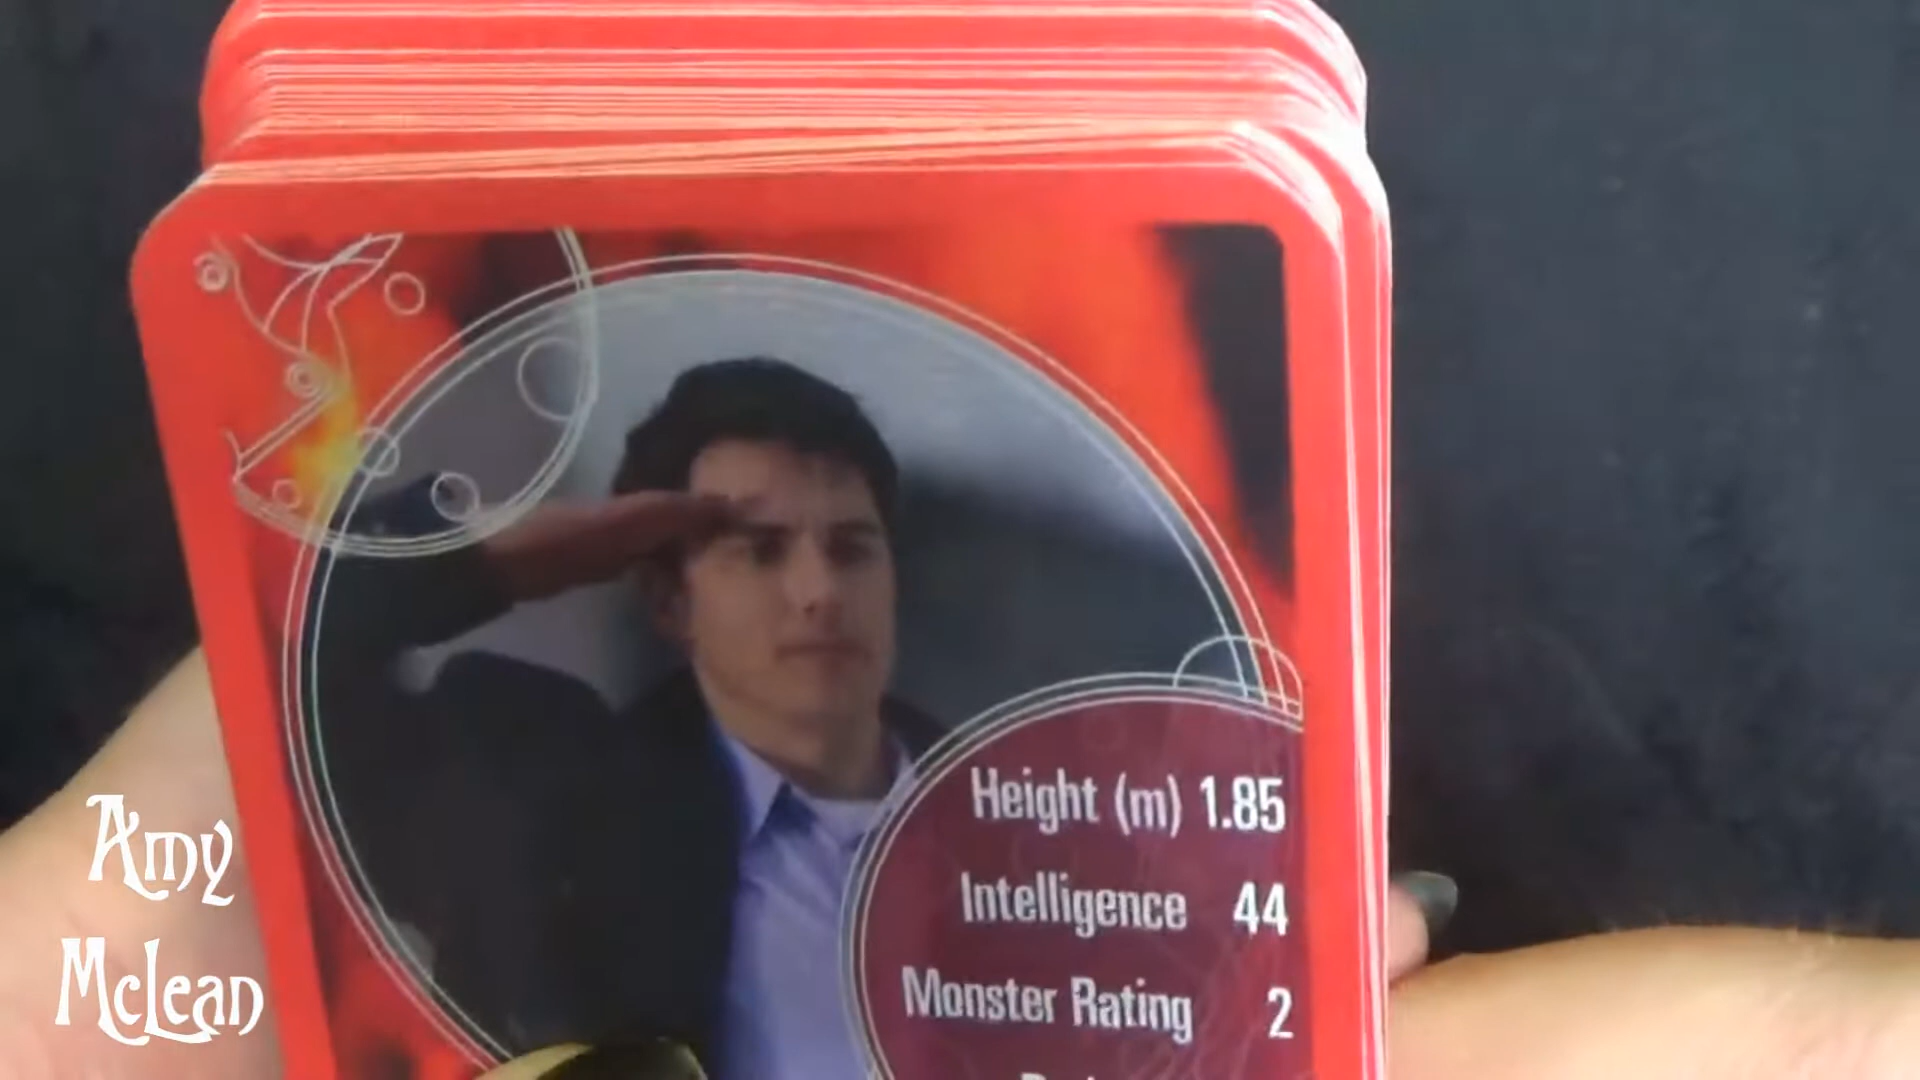 Height (m) 1.85
Intelligence 44
Monster Rating 2
Amy
McLean